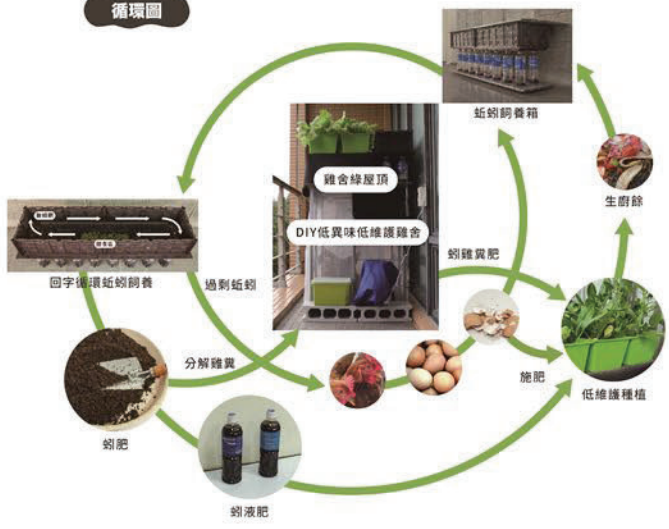 循環圖
蚯蚓飼養箱
雞舍綠屋頂
生廚餘
DIY低異味低維護雞舍
蚓雞糞肥
回字循環蚯蚓飼養
過剩蚯蚓
分解雞糞
施肥
低維護種植
蚓肥
蚓液肥